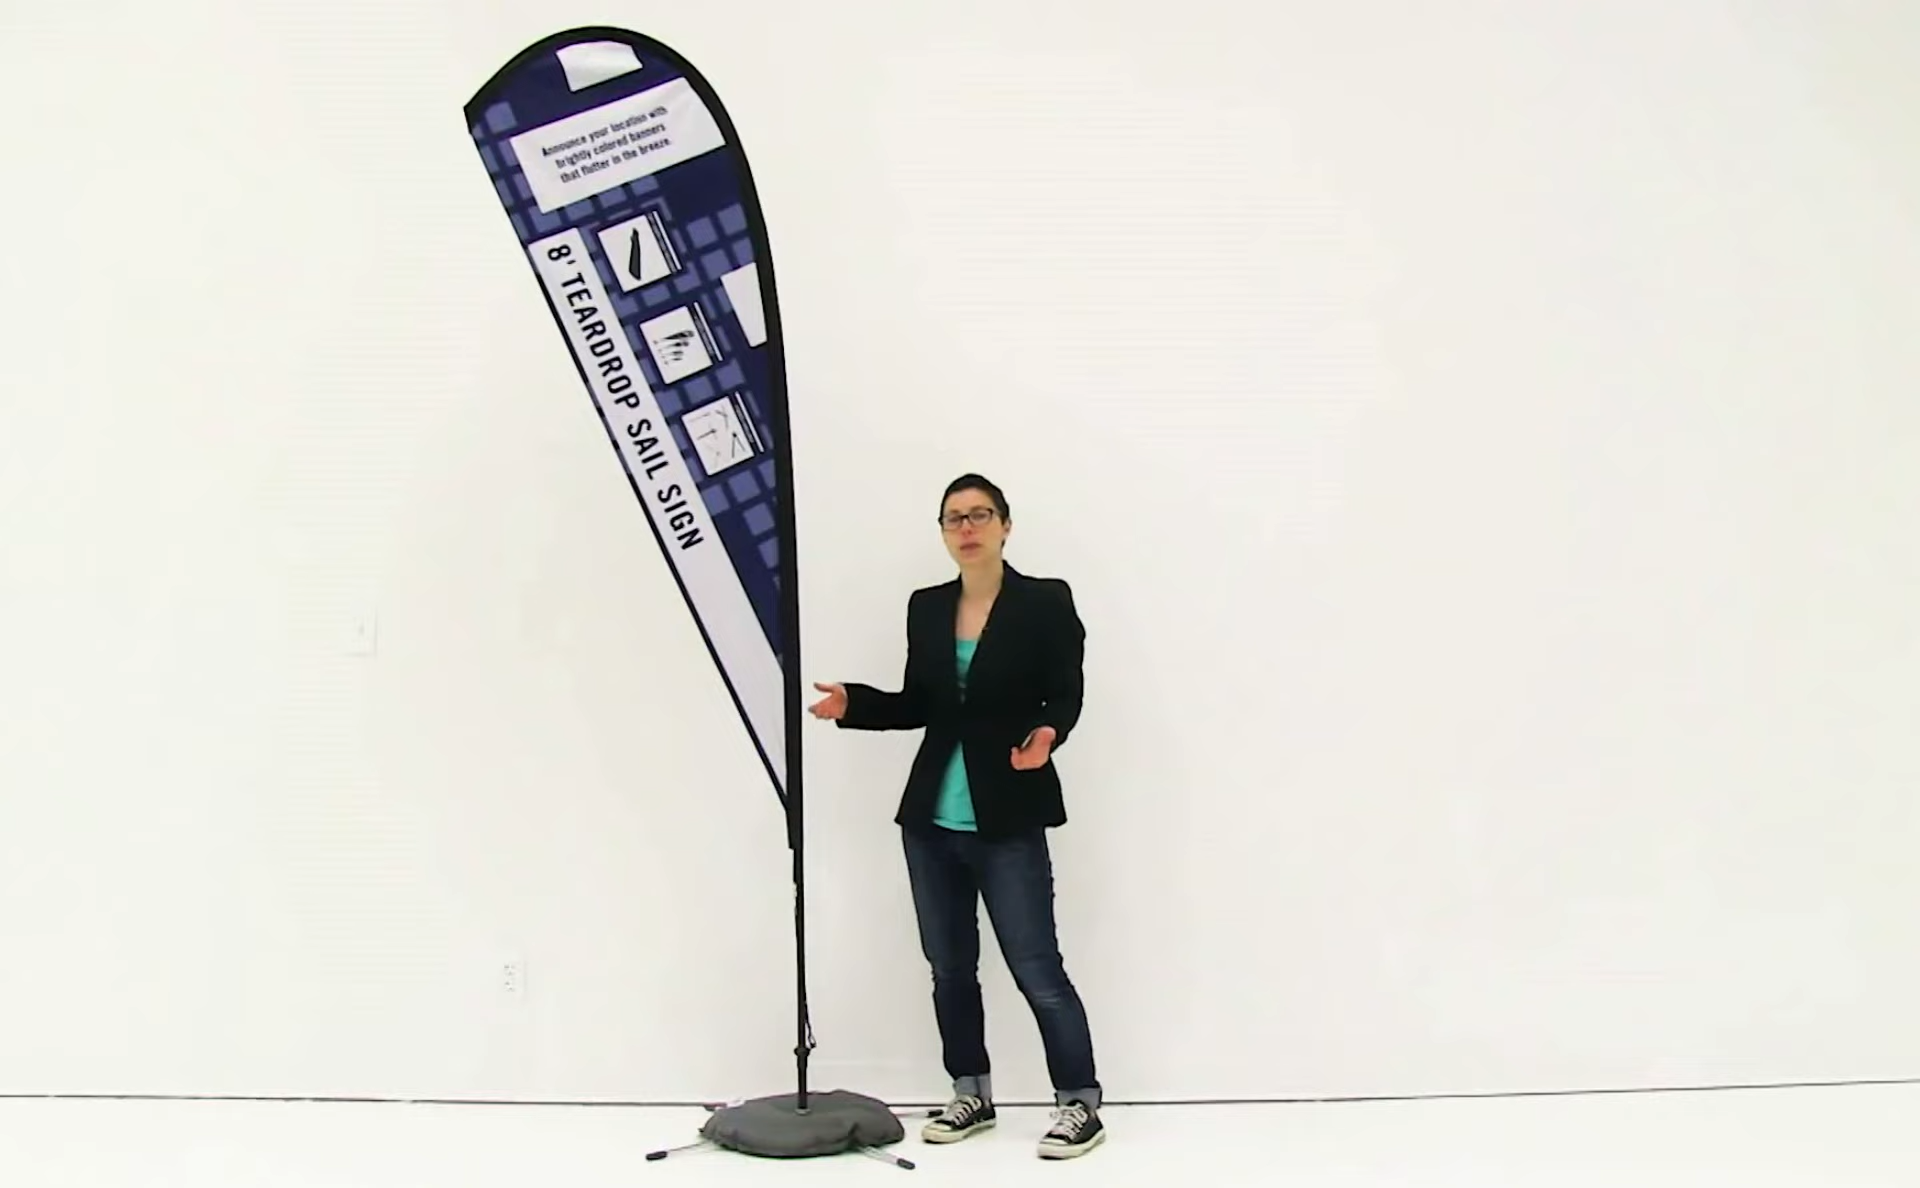 Announce your location with
brightly colored banners
that flutter in the breeze.
8' TEARDROP SAIL SIGN